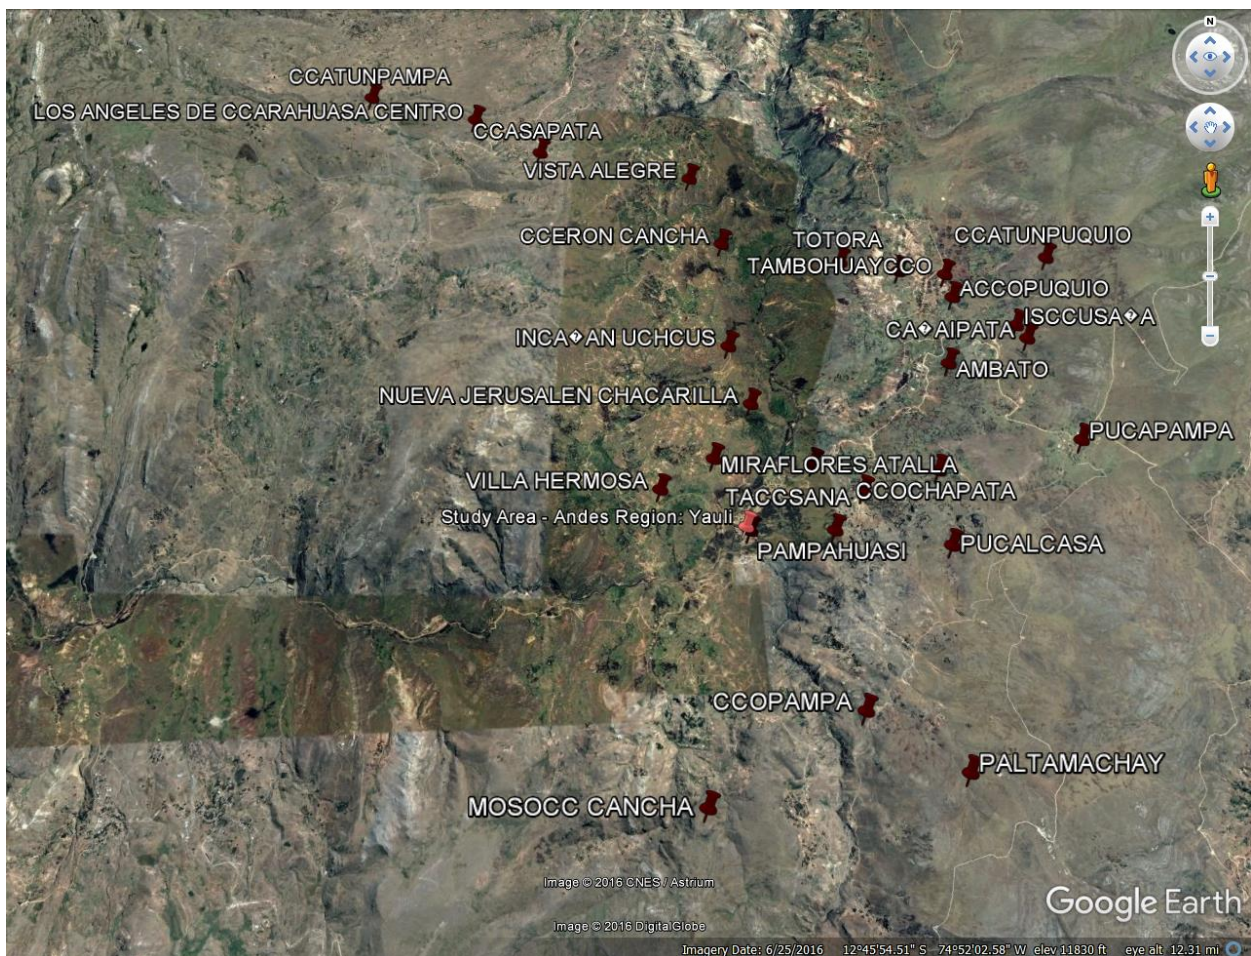 N
CCATUNPAMPA
LOS ANGELES DE CCARAHUASA CENTRO
CCASAPATA
VISTA ALEGRE
CCERON CANCHA
TOTORA
CCATUNPUQUIO
TAMBOHUAYCCO
ACCOPUQUIO
ISCCUSA�A
CA�AIPATA
INCA�AN UCHCUS
AMBATO
NUEVA JERUSALEN CHACARILLA
PUCAPAMPA
MIRAFLORES ATALLA
VILLA HERMOSA
CCOCHAPATA
TACCSANA
Study Area - Andes Region: Yauli
PUCALCASA
PAMPAHUASI
CCOPAMPA
PALTAMACHAY
MOSOCC CANCHA
Image © 2016 CNES / Astrium
Google Earth
Image © 2016 DigitalGlobe
Imagery Date: 6/25/2016 12°45'54.51" S 74°52'02.58" W elev 11830 ft eye alt 12.31 mi